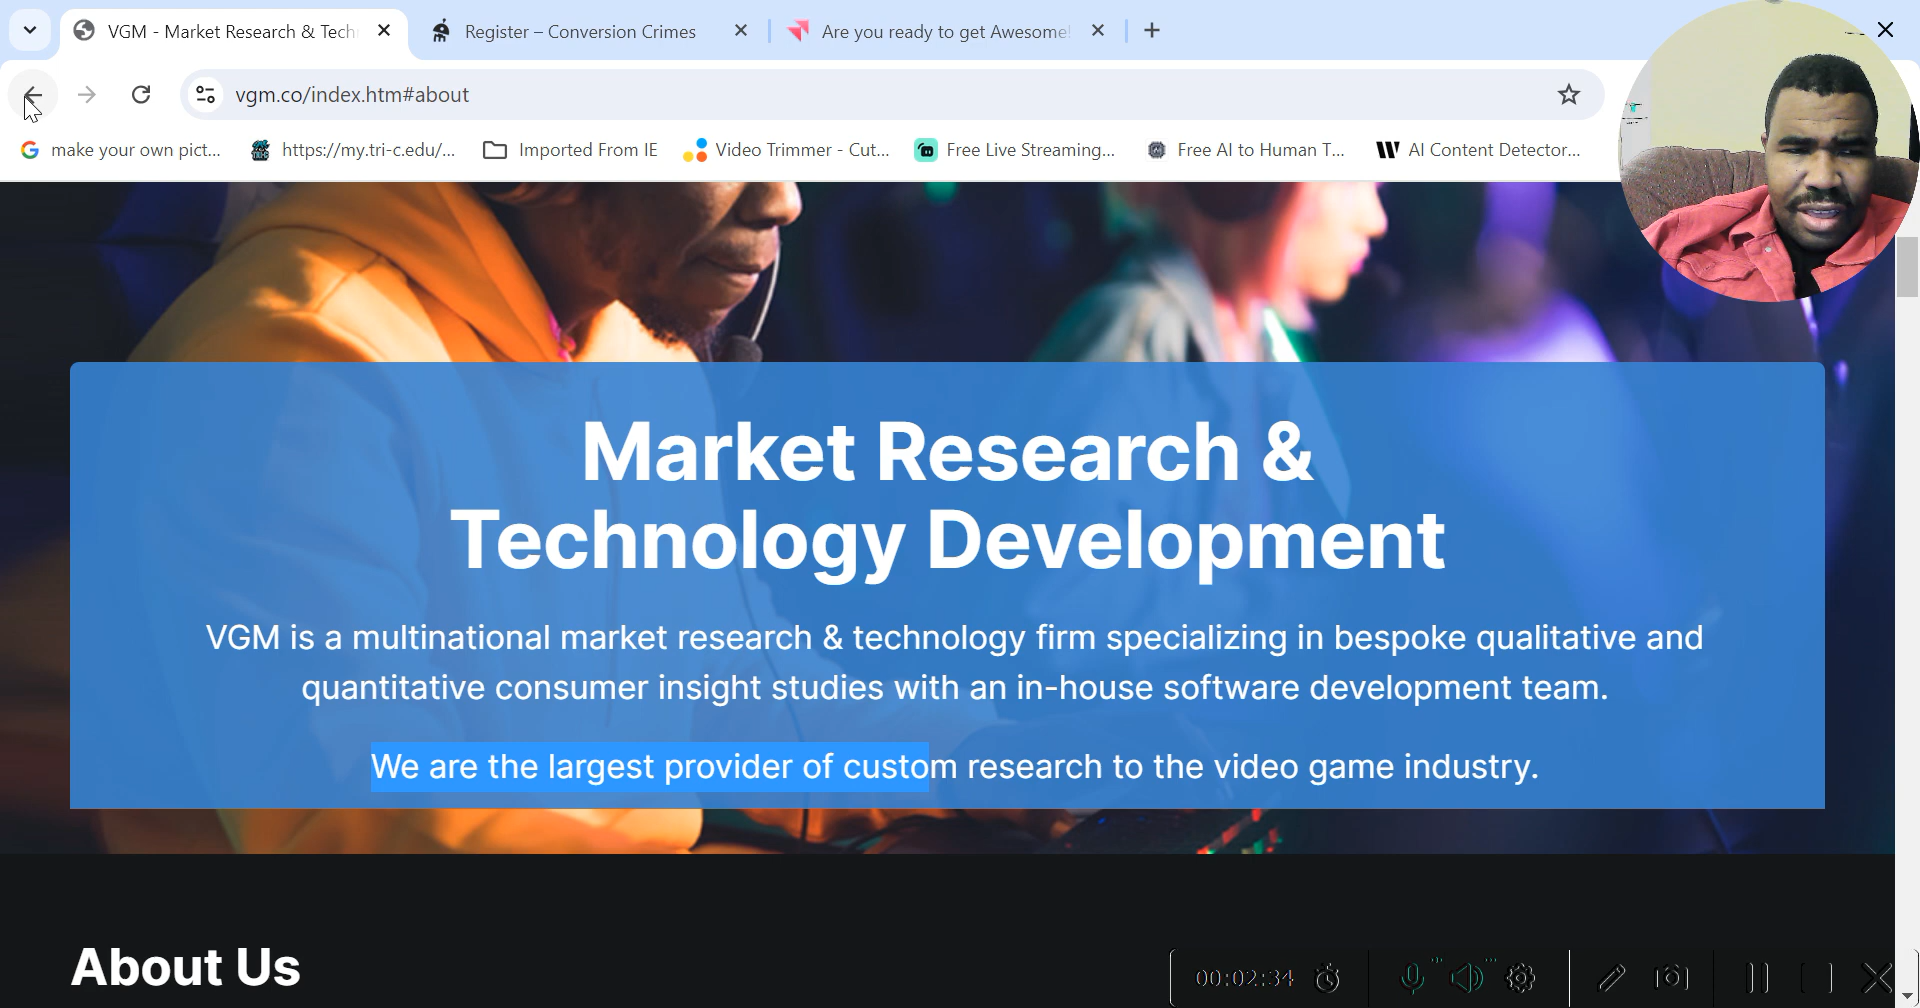 VGM - Market Research & Tech
Register – Conversion Crimes
Are you ready to get Awesome!
vgm.co/index.htm#about
make your own pict...
https://my.tri-c.edu/...
Imported From IE
Video Trimmer - Cut...
Free Live Streaming...
Free AI to Human T...
AI Content Detector...
Market Research &
Technology Development
VGM is a multinational market research & technology firm specializing in bespoke qualitative and
quantitative consumer insight studies with an in-house software development team.
We are the largest provider of custom research to the video game industry.
About Us
00:02:34